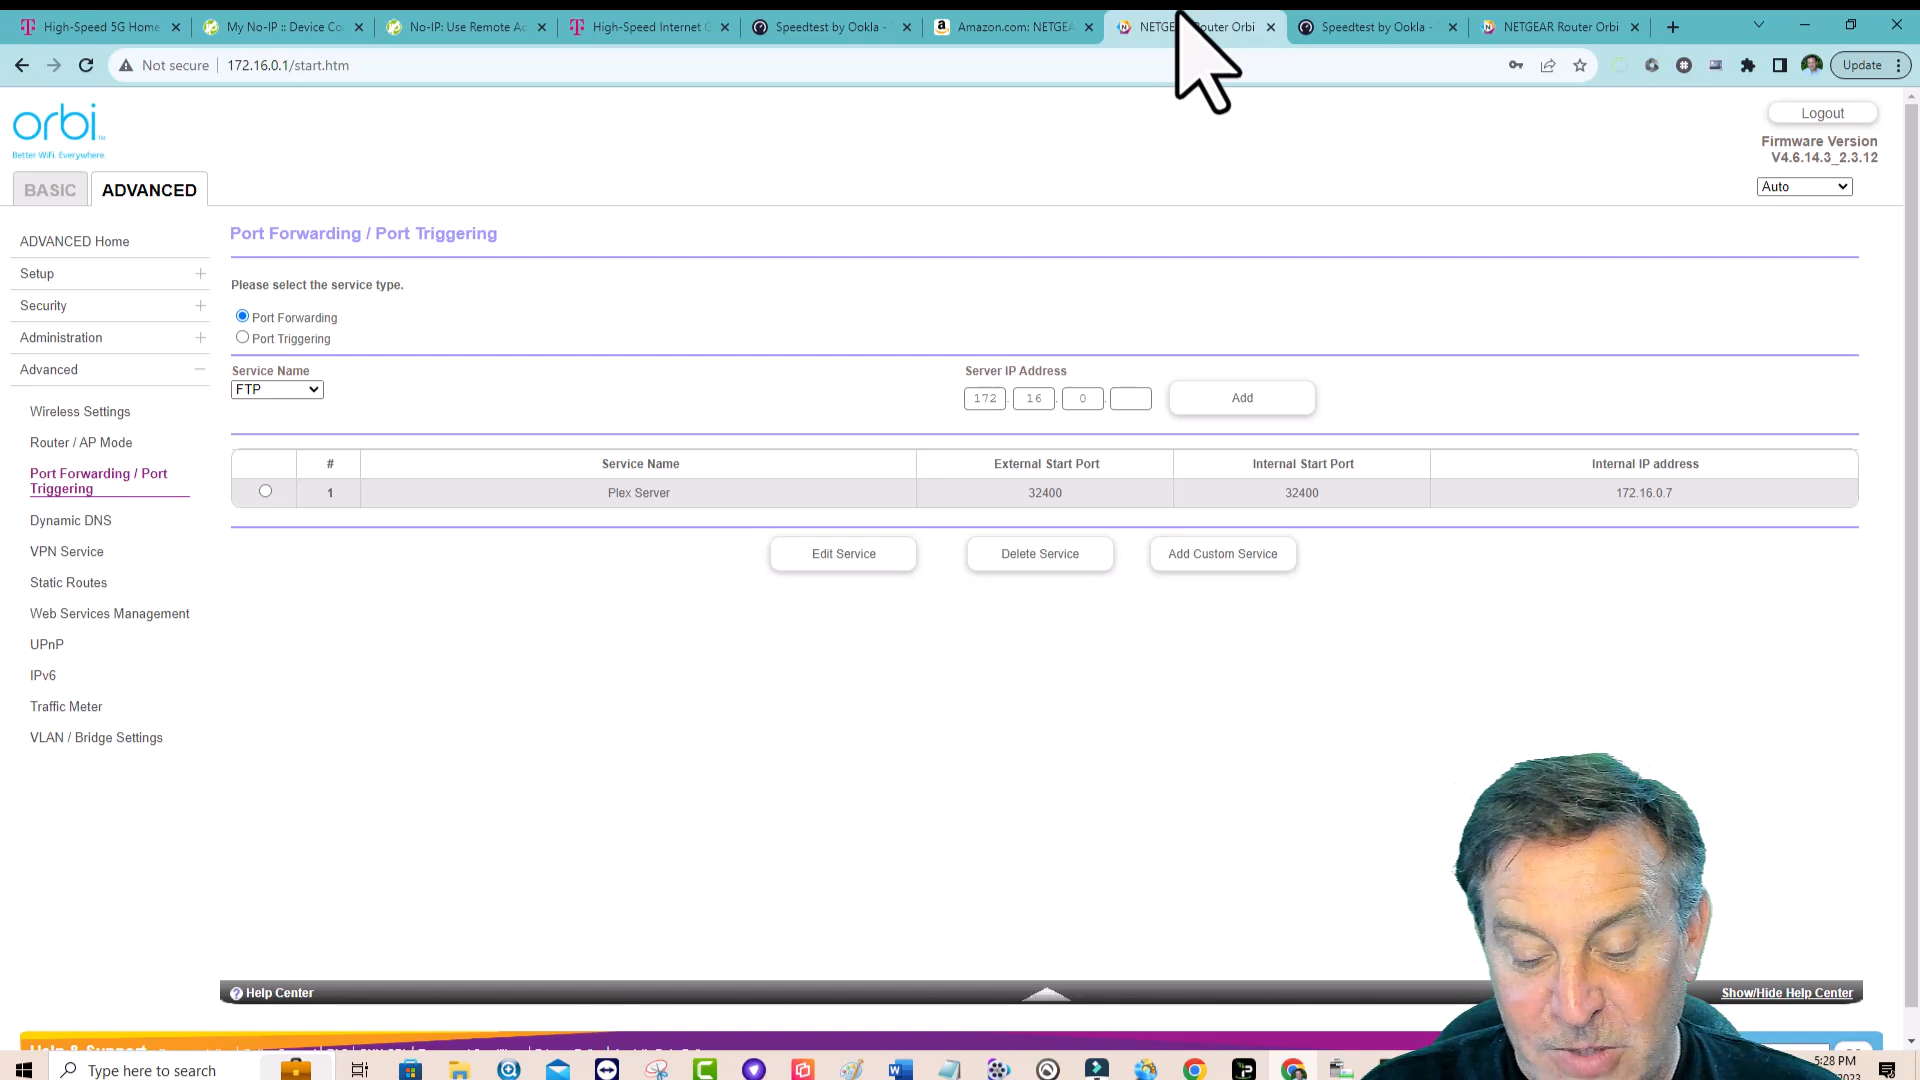 High-Speed 5G Home
My No-IP :: Device Co
No-IP: Use Remote Ac
High-Speed Internet G
Speedtest by Ookla -
Amazon.com: NETGEA
NETGE Router Orbi
Speedtest by Ookla -
NETGEAR Router Orbi
Not secure
172.16.0.1/start.htm
Update
orbi
Better WiFi. Everywhere.
Logout
Firmware Version
V4.6.14.3_2.3.12
Auto
BASIC
ADVANCED
ADVANCED Home
Setup
Security
Administration
Advanced
Wireless Settings
Router / AP Mode
Port Forwarding / Port
Triggering
Dynamic DNS
VPN Service
Static Routes
Web Services Management
UPnP
IPv6
Traffic Meter
VLAN / Bridge Settings
Port Forwarding / Port Triggering
Please select the service type.
Port Forwarding
Port Triggering
Service Name
FTP
Server IP Address
172 . 16 . 0 .
Add
# Service Name External Start Port Internal Start Port Internal IP address
1 Plex Server 32400 32400 172.16.0.7
Edit Service
Delete Service
Add Custom Service
Help Center
Show/Hide Help Center
Help & Support
Type here to search
5:28 PM
2023